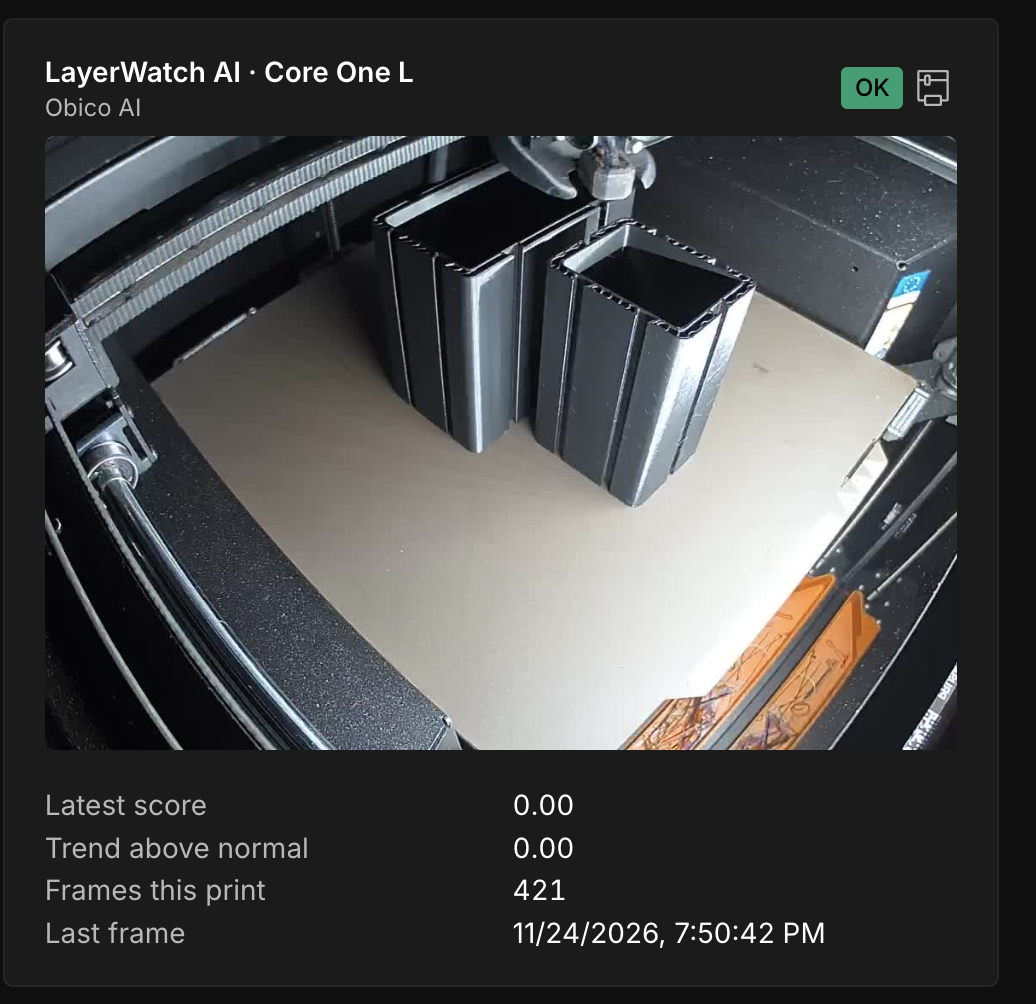 LayerWatch AI · Core One L
Obico AI
OK
Latest score
0.00
Trend above normal
0.00
Frames this print
421
Last frame
11/24/2026, 7:50:42 PM